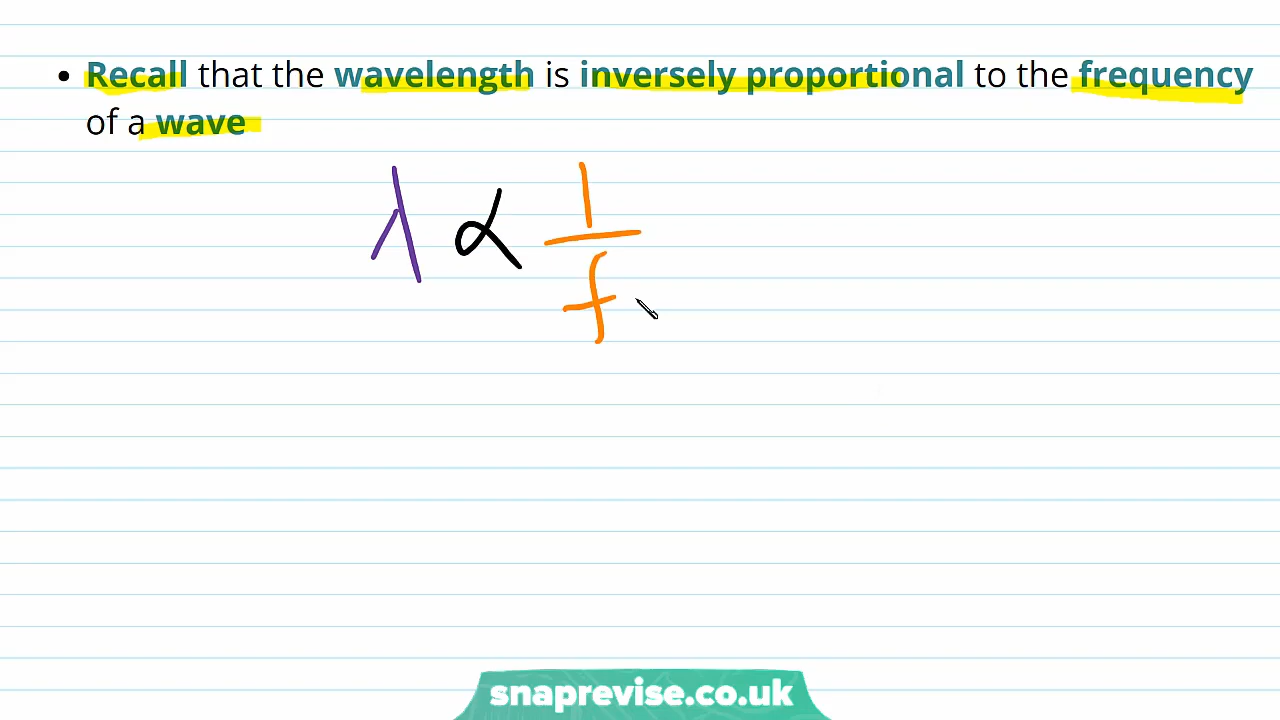 • Recall that the wavelength is inversely proportional to the frequency
of a wave
λ ∝ 1/f
snaprevise.co.uk